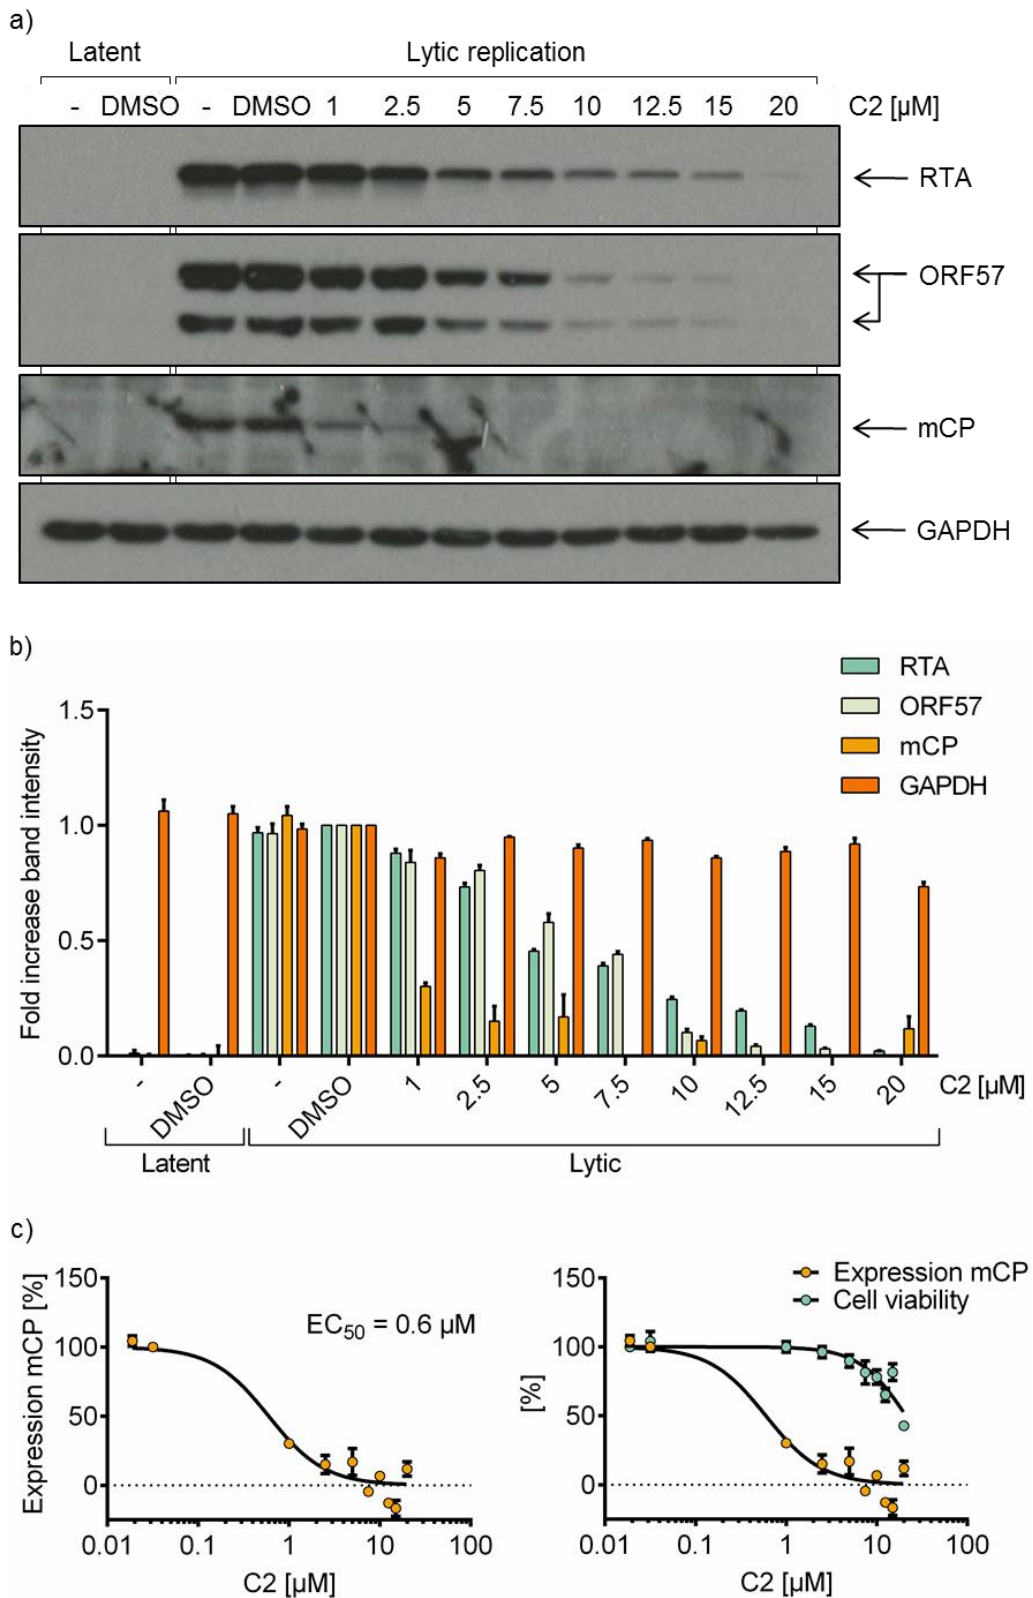 a)
Latent Lytic replication
- DMSO - DMSO 1 2.5 5 7.5 10 12.5 15 20 C2 [µM]
RTA
ORF57
mCP
GAPDH
b)
RTA
ORF57
mCP
GAPDH
Fold increase band intensity
1.5
1.0
0.5
0.0
- DMSO - DMSO 1 2.5 5 7.5 10 12.5 15 20 C2 [µM]
Latent Lytic
c)
Expression mCP [%]
150
100
50
0
EC50 = 0.6 µM
0.01 0.1 1 10 100
C2 [µM]
Expression mCP
Cell viability
[%]
150
100
50
0
0.01 0.1 1 10 100
C2 [µM]